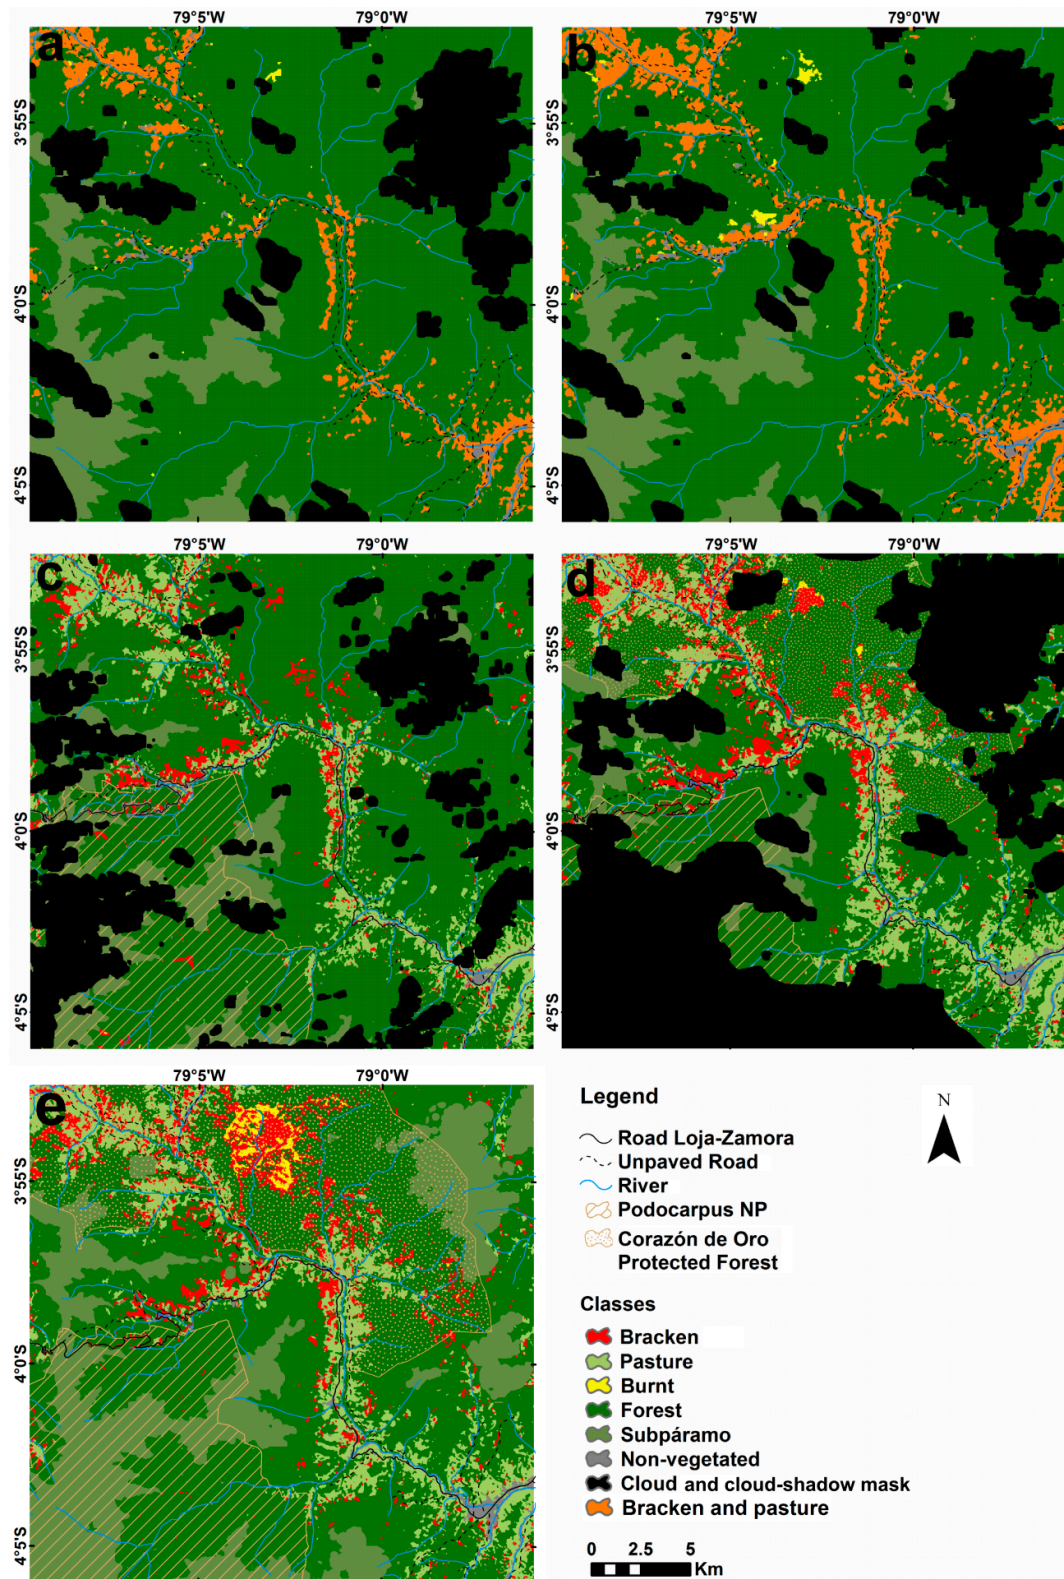 79°5'W 79°0'W 79°5'W 79°0'W
a b
3°55'S 3°55'S
4°0'S 4°0'S
4°5'S 4°5'S
79°5'W 79°0'W 79°5'W 79°0'W
c d
3°55'S 3°55'S
4°0'S 4°0'S
4°5'S 4°5'S
79°5'W 79°0'W
e
3°55'S
4°0'S
4°5'S
Legend
N
Road Loja-Zamora
Unpaved Road
River
Podocarpus NP
Corazón de Oro
Protected Forest
Classes
Bracken
Pasture
Burnt
Forest
Subpáramo
Non-vegetated
Cloud and cloud-shadow mask
Bracken and pasture
0 2.5 5
Km